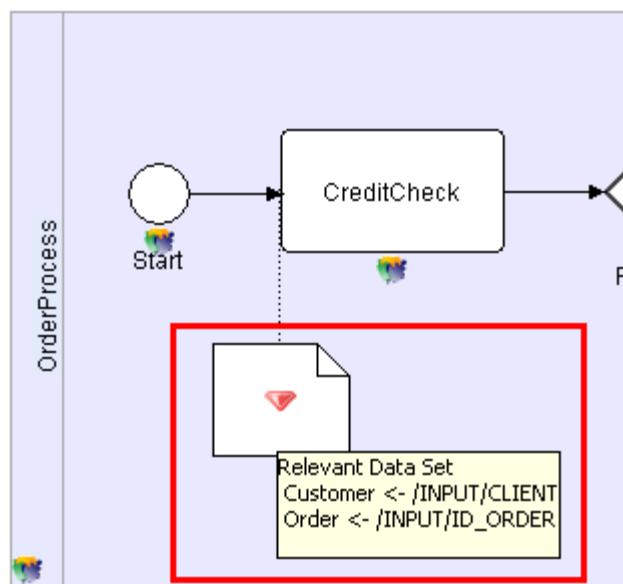 OrderProcess
CreditCheck
Start
Relevant Data Set
Customer <- /INPUT/CLIENT
Order <- /INPUT/ID_ORDER